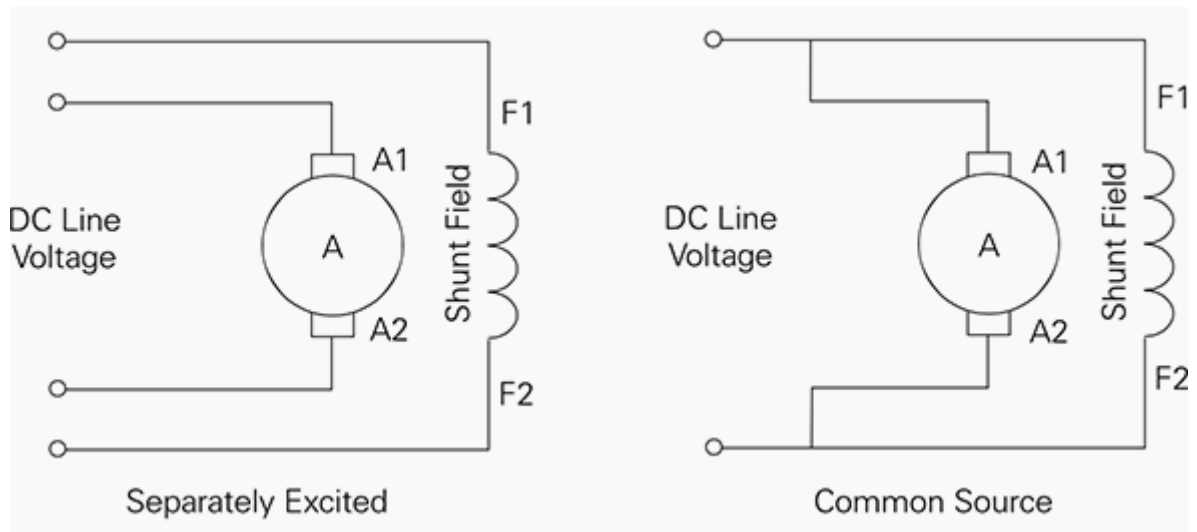 F1
A1
DC Line
Voltage
A
Shunt Field
A2
F2
Separately Excited
F1
A1
DC Line
Voltage
A
Shunt Field
A2
F2
Common Source